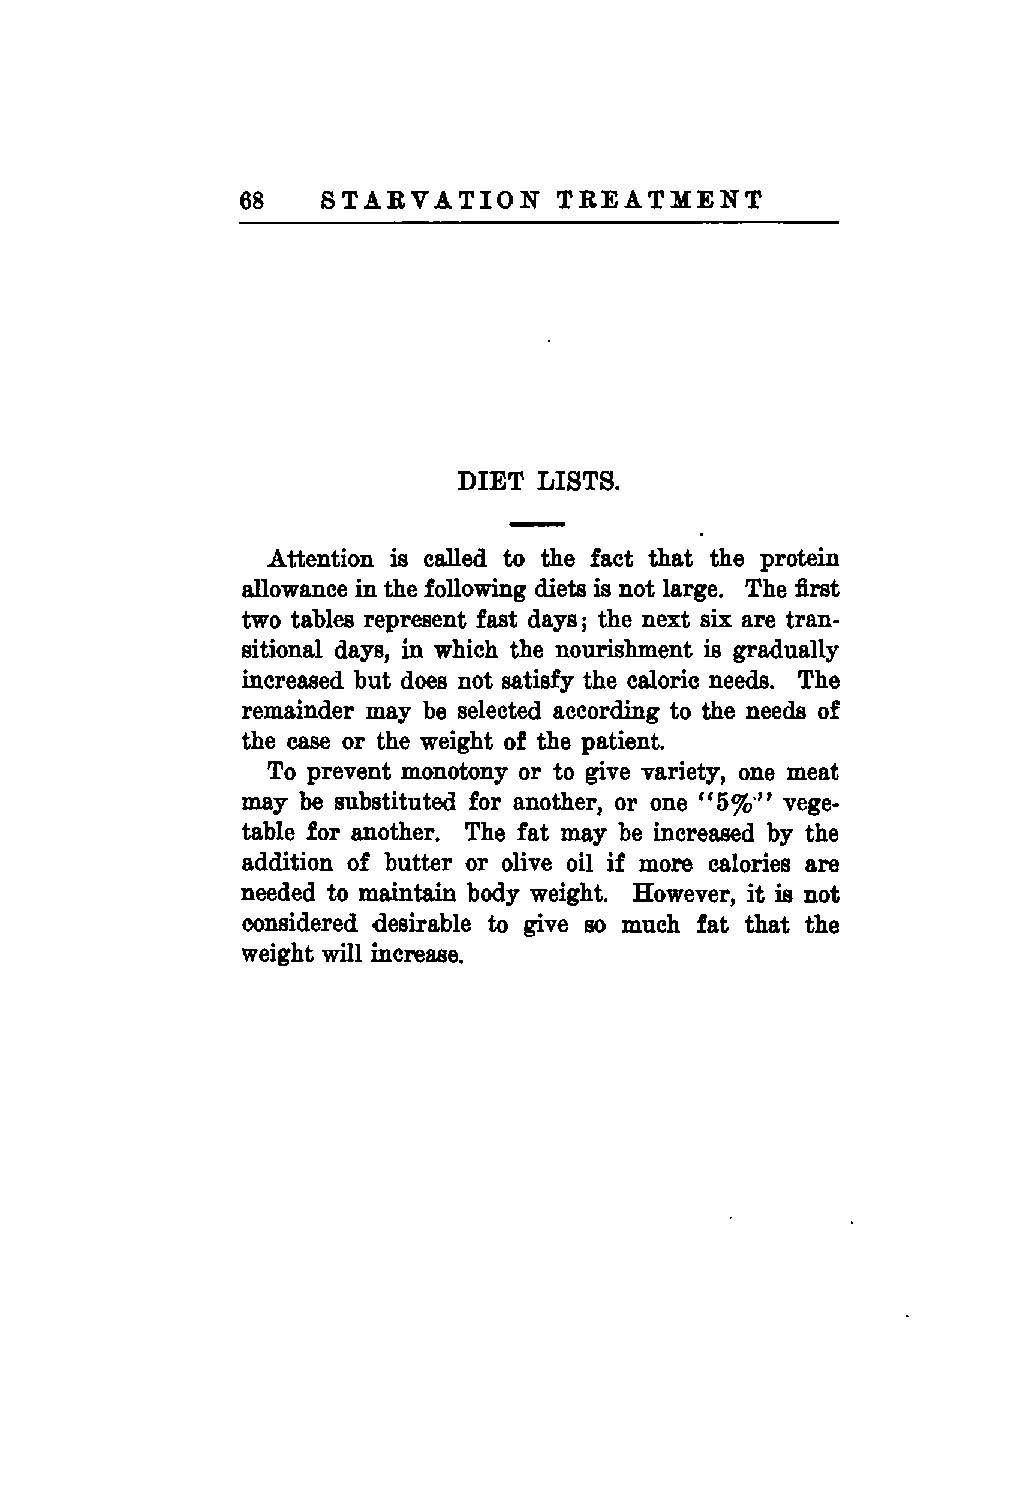 68 STARVATION TREATMENT
DIET LISTS.
Attention is called to the fact that the protein
allowance in the following diets is not large. The first
two tables represent fast days; the next six are tran-
sitional days, in which the nourishment is gradually
increased but does not satisfy the caloric needs. The
remainder may be selected according to the needs of
the case or the weight of the patient.
To prevent monotony or to give variety, one meat
may be substituted for another, or one "5%" vege-
table for another. The fat may be increased by the
addition of butter or olive oil if more calories are
needed to maintain body weight. However, it is not
considered desirable to give so much fat that the
weight will increase.